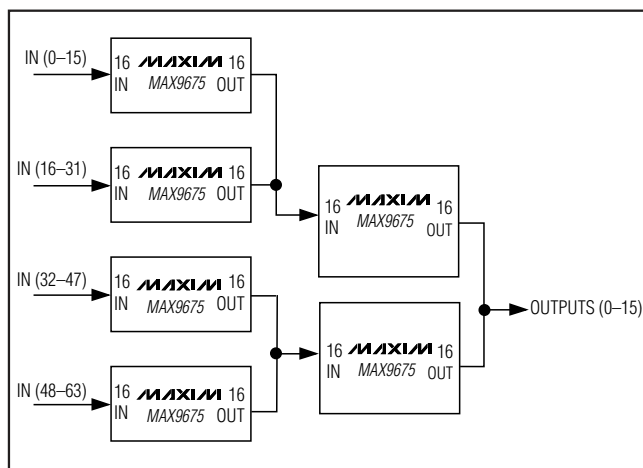 IN (0–15)
16 MAXIM 16
IN MAX9675 OUT
IN (16–31)
16 MAXIM 16
IN MAX9675 OUT
16 MAXIM 16
IN MAX9675 OUT
IN (32–47)
16 MAXIM 16
IN MAX9675 OUT
OUTPUTS (0–15)
16 MAXIM 16
IN MAX9675 OUT
IN (48–63)
16 MAXIM 16
IN MAX9675 OUT